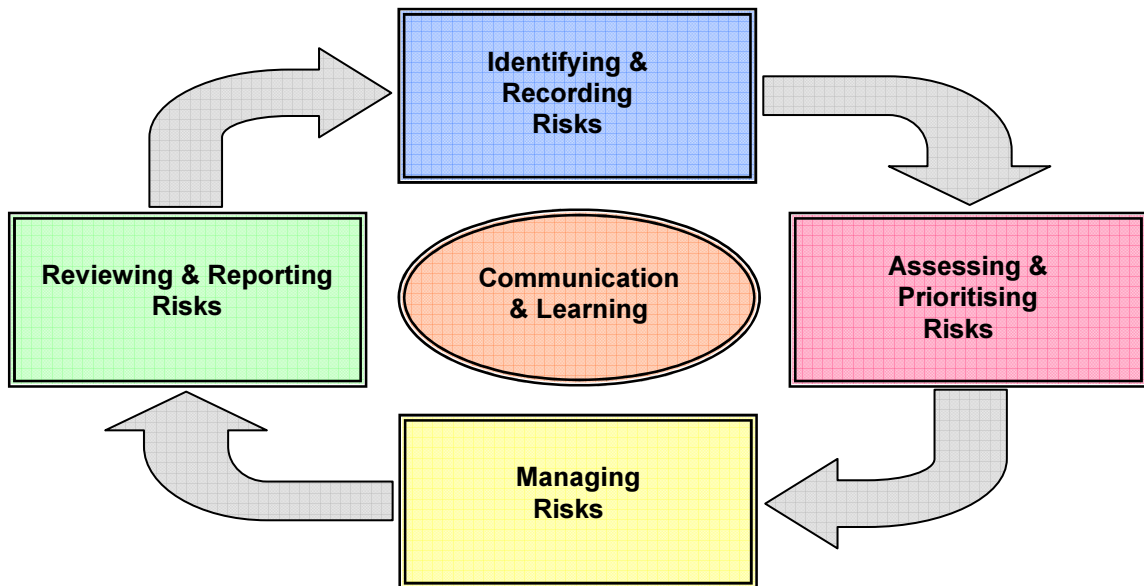 Identifying &
Recording
Risks
Reviewing & Reporting
Risks
Communication
& Learning
Assessing &
Prioritising
Risks
Managing
Risks